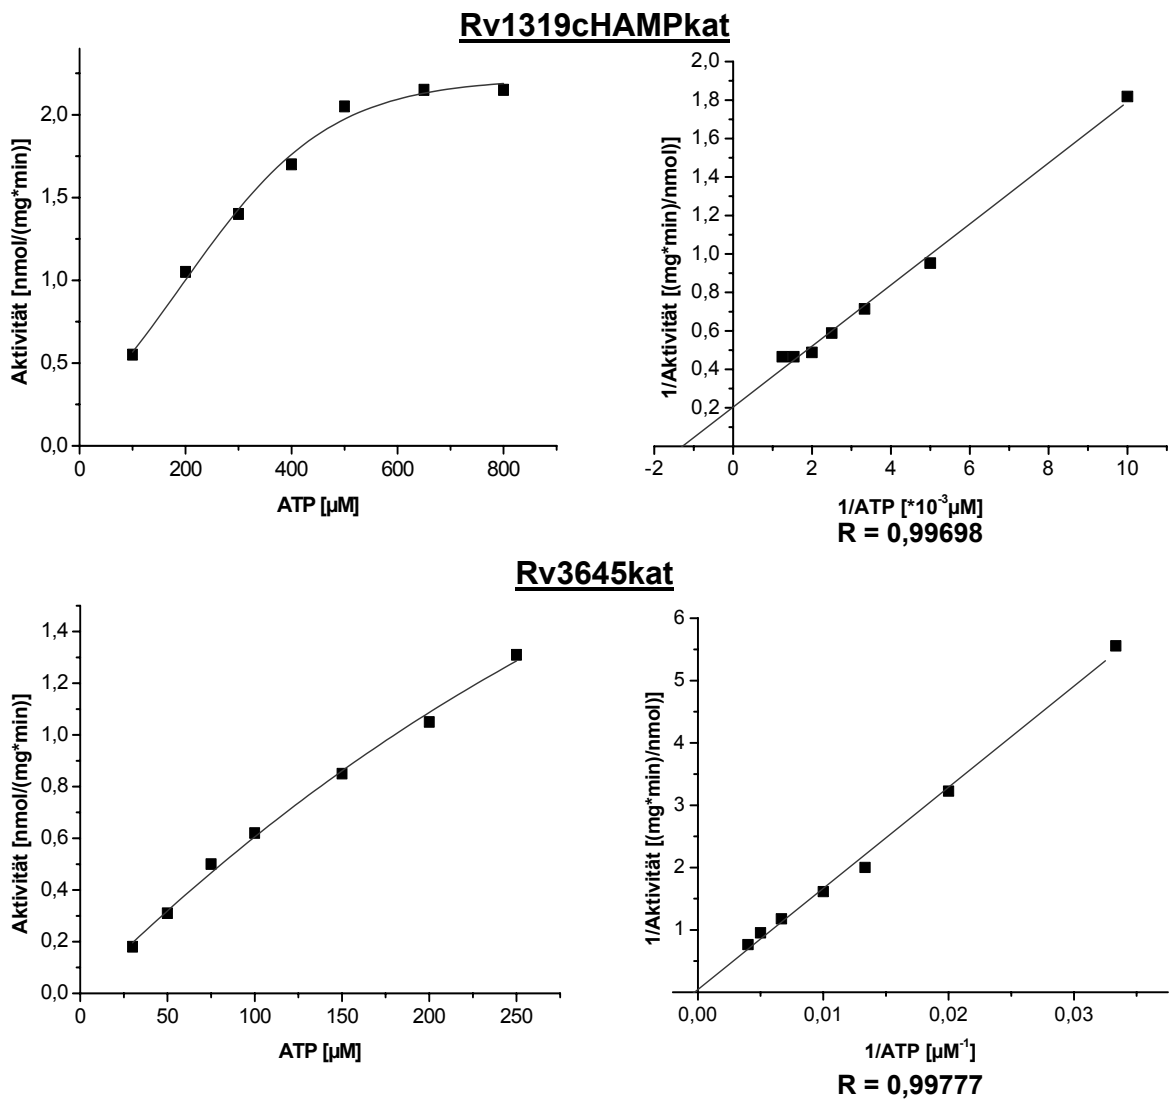 Rv1319cHAMPkat
Aktivität [nmol/(mg*min)]
2,0
1,5
1,0
0,5
0,0
0 200 400 600 800
ATP [µM]
1/Aktivität [(mg*min)/nmol)]
2,0
1,8
1,6
1,4
1,2
1,0
0,8
0,6
0,4
0,2
-2 0 2 4 6 8 10
1/ATP [*10⁻³µM]
R = 0,99698
Rv3645kat
Aktivität [nmol/(mg*min)]
1,4
1,2
1,0
0,8
0,6
0,4
0,2
0,0
0 50 100 150 200 250
ATP [µM]
1/Aktivität [(mg*min)/nmol)]
6
5
4
3
2
1
0,00 0,01 0,02 0,03
1/ATP [µM⁻¹]
R = 0,99777